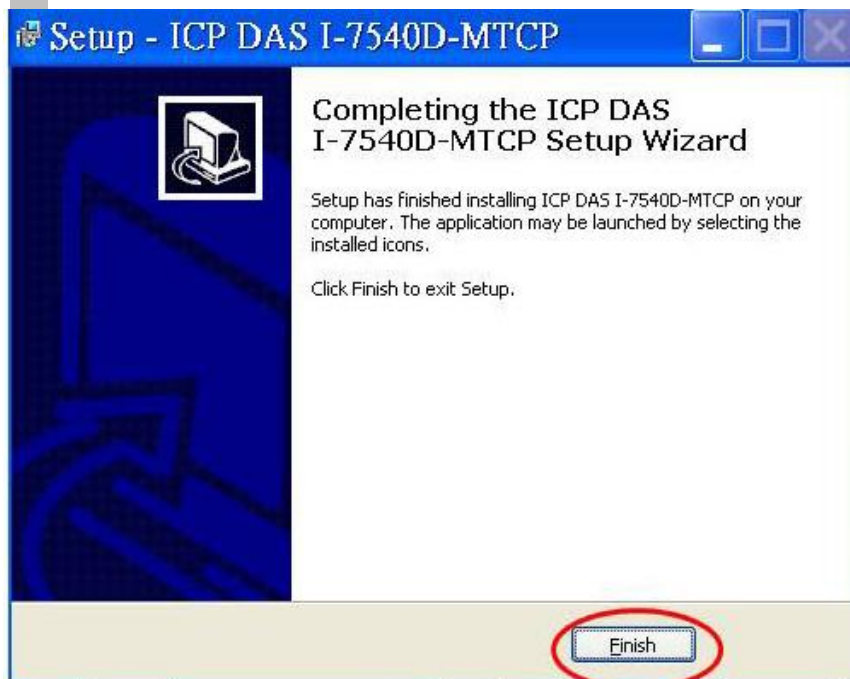 Setup - ICP DAS I-7540D-MTCP
Completing the ICP DAS
I-7540D-MTCP Setup Wizard
Setup has finished installing ICP DAS I-7540D-MTCP on your
computer. The application may be launched by selecting the
installed icons.
Click Finish to exit Setup.
Finish